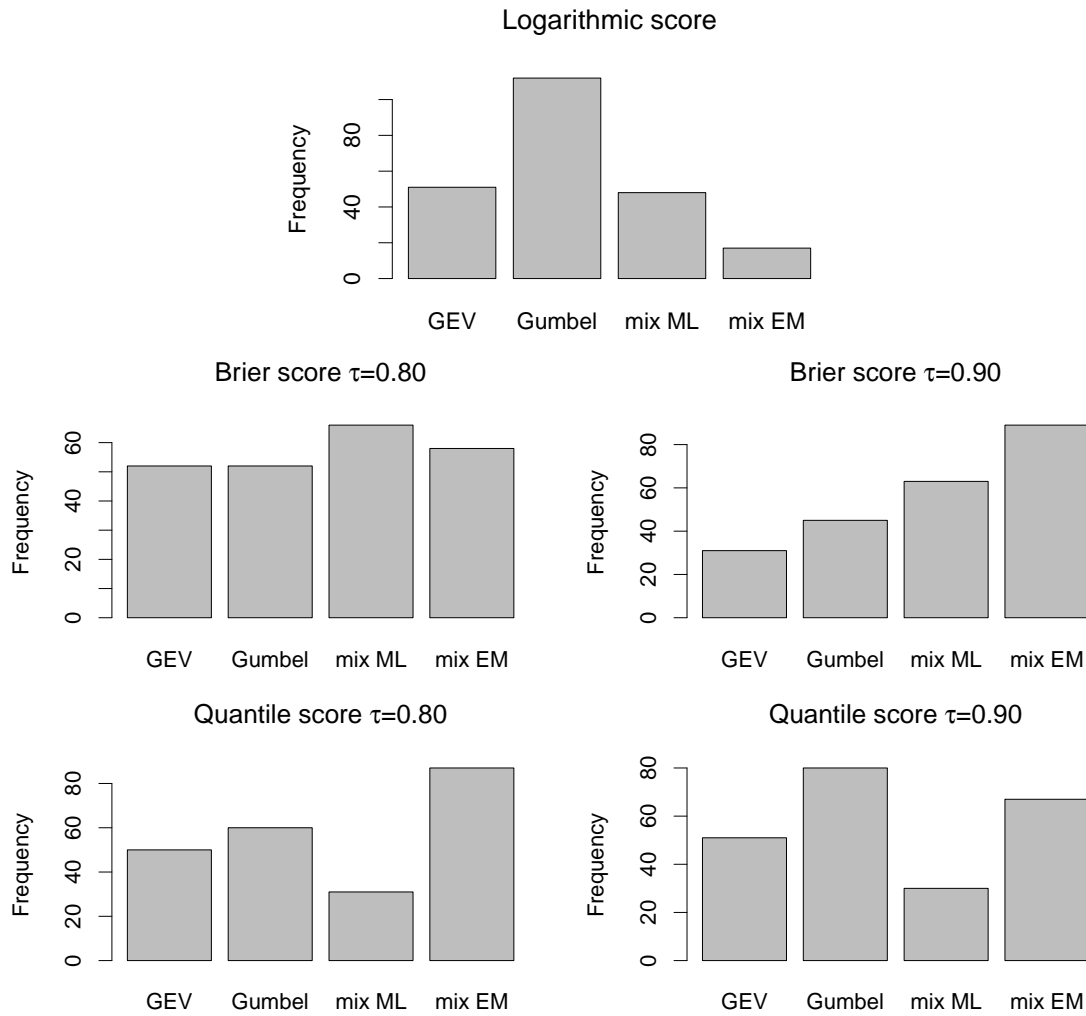 Logarithmic score
Frequency
0 40 80
GEV Gumbel mix ML mix EM
Brier score τ=0.80
Frequency
0 20 40 60
GEV Gumbel mix ML mix EM
Brier score τ=0.90
Frequency
0 20 40 60 80
GEV Gumbel mix ML mix EM
Quantile score τ=0.80
Frequency
0 20 40 60 80
GEV Gumbel mix ML mix EM
Quantile score τ=0.90
Frequency
0 20 40 60 80
GEV Gumbel mix ML mix EM